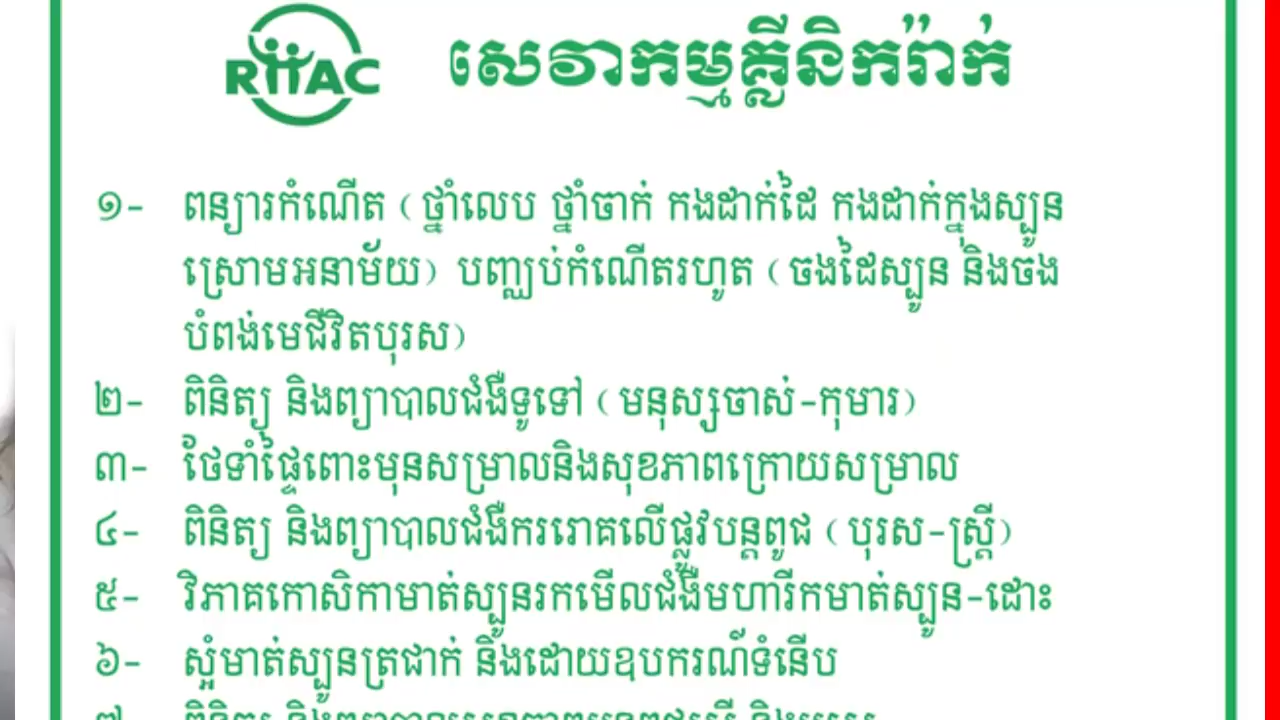 RHAC
សេវាកម្មគ្លីនិករ៉ាក់
១- ពន្យារកំណើត ( ថ្នាំលេប ថ្នាំចាក់ កងដាក់ដៃ កងដាក់ក្នុងស្បូន
ស្រោមអនាម័យ) បញ្ឈប់កំណើតរហូត ( ចងដៃស្បូន និងចង
បំពង់មេជីវិតបុរស)
២- ពិនិត្យ និងព្យាបាលជំងឺទូទៅ ( មនុស្សចាស់-កុមារ)
៣- ថែទាំផ្ទៃពោះមុនសម្រាលនិងសុខភាពក្រោយសម្រាល
៤- ពិនិត្យ និងព្យាបាលជំងឺករោគលើផ្លូវបន្តពូជ ( បុរស-ស្ត្រី)
៥- វិភាគកោសិកាមាត់ស្បូនរកមើលជំងឺមហារីកមាត់ស្បូន-ដោះ
៦- ស្អំមាត់ស្បូនត្រជាក់ និងដោយឧបករណ៍ទំនើប
៧- ពិនិត្យ និងព្យាបាល